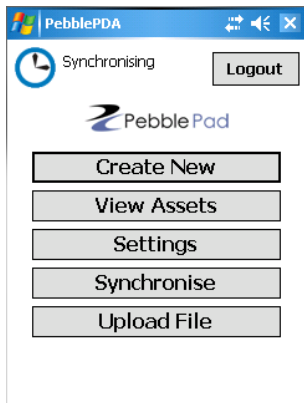 PebblePDA
Synchronising
Logout
PebblePad
Create New
View Assets
Settings
Synchronise
Upload File